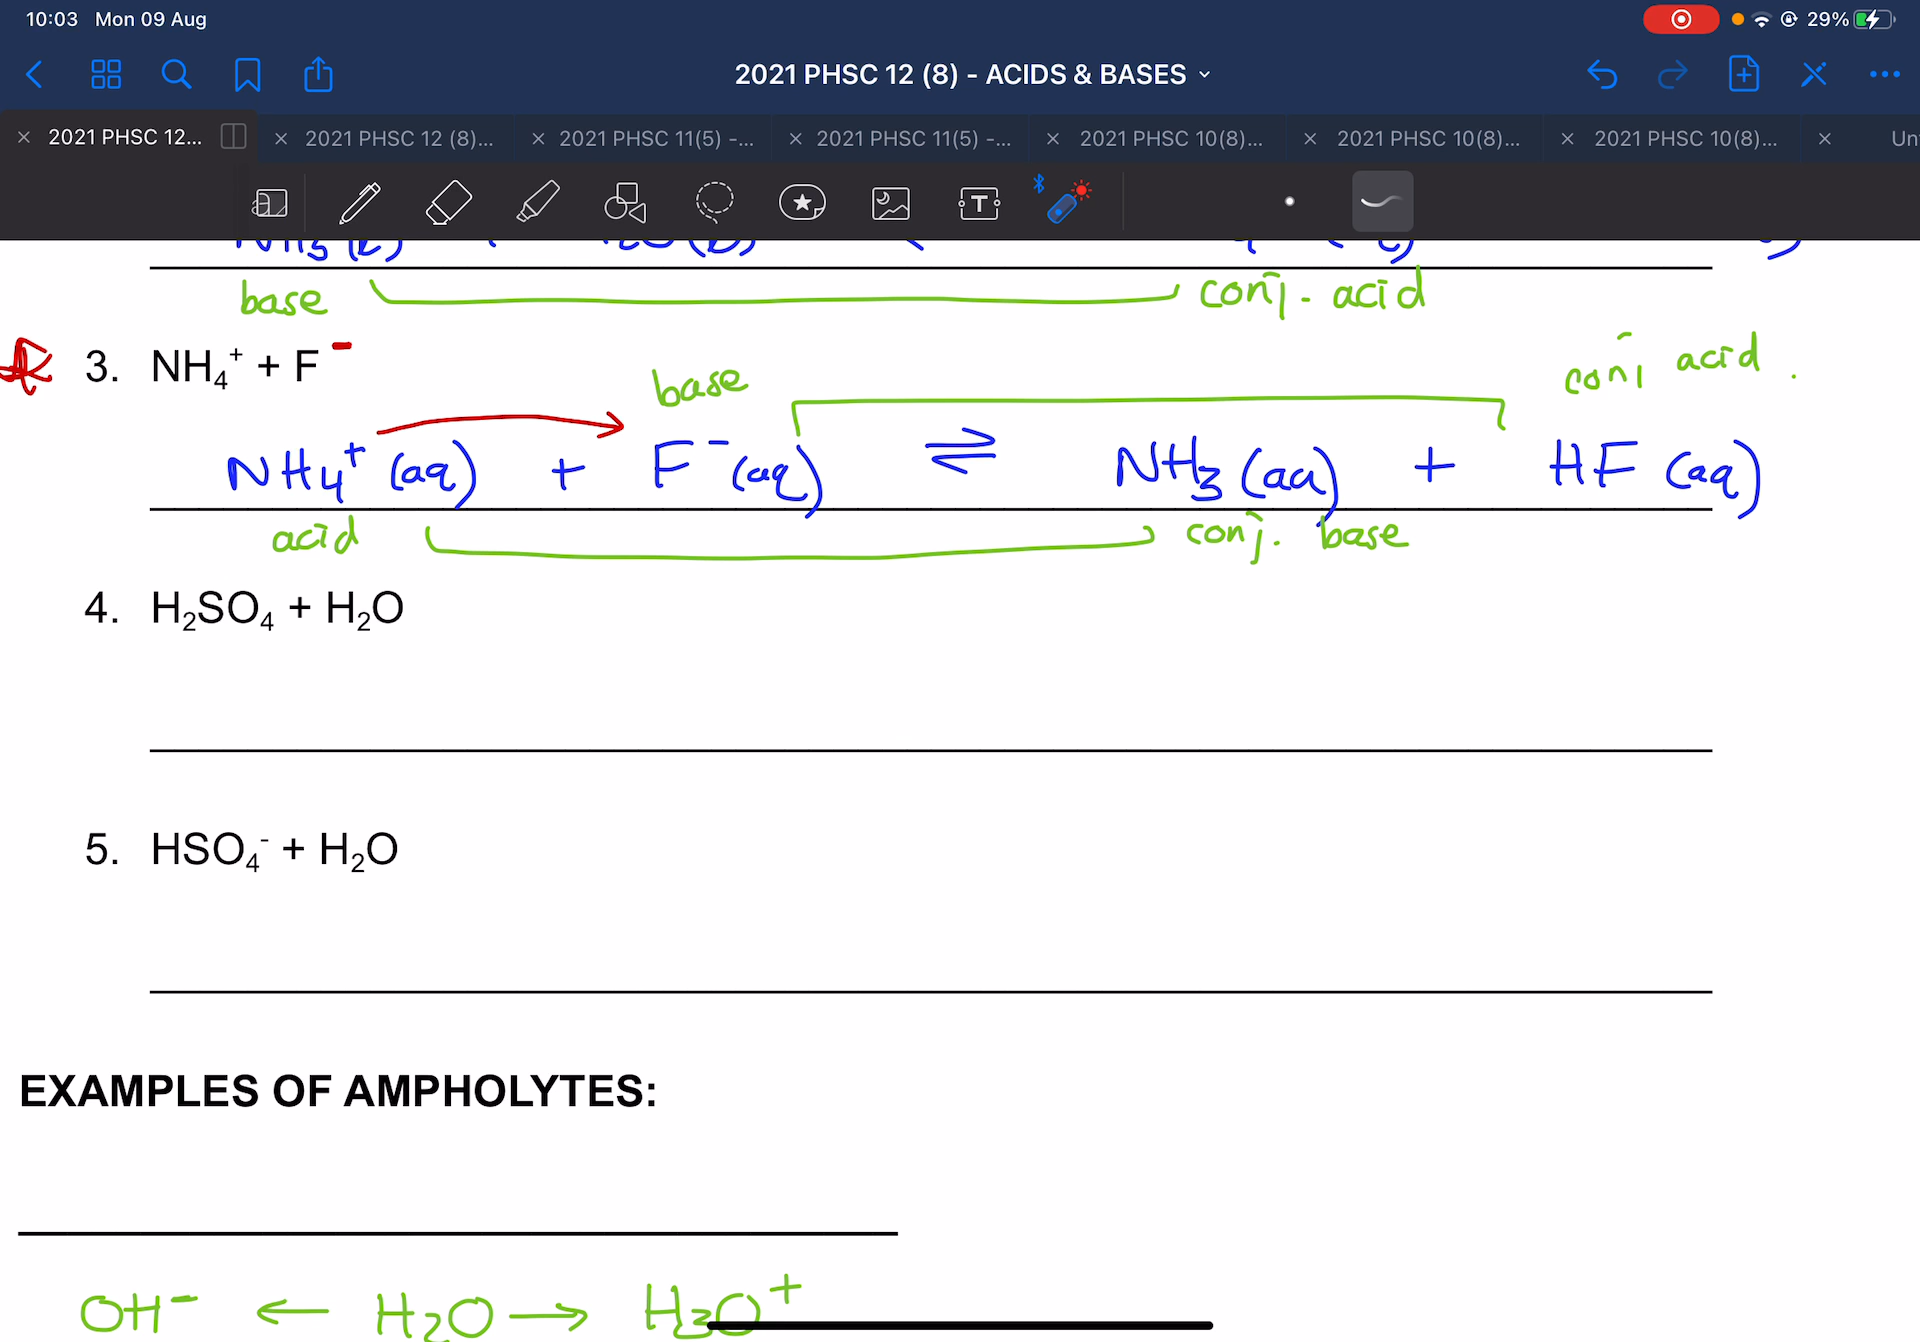 10:03 Mon 09 Aug 29%
2021 PHSC 12 (8) - ACIDS & BASES
2021 PHSC 12... 2021 PHSC 12 (8)... 2021 PHSC 11(5) -... 2021 PHSC 11(5) -... 2021 PHSC 10(8)... 2021 PHSC 10(8)... 2021 PHSC 10(8)... Un
base conj. acid
3. NH₄⁺ + F⁻
base conj acid.
NH₄⁺ (aq) + F⁻ (aq) ⇌ NH₃ (aq) + HF (aq)
acid conj. base
4. H₂SO₄ + H₂O
5. HSO₄⁻ + H₂O
EXAMPLES OF AMPHOLYTES:
OH⁻ ← H₂O → H₃O⁺